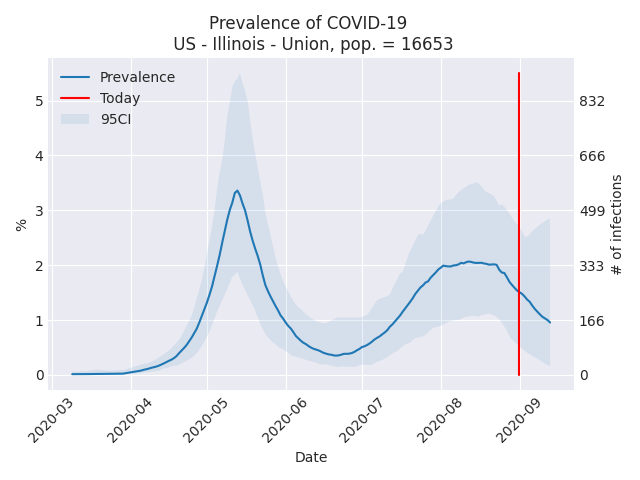 Prevalence of COVID-19
US - Illinois - Union, pop. = 16653
Prevalence
Today
95CI
%
5
4
3
2
1
0
832
666
499
333
166
0
# of infections
2020-03
2020-04
2020-05
2020-06
2020-07
2020-08
2020-09
Date